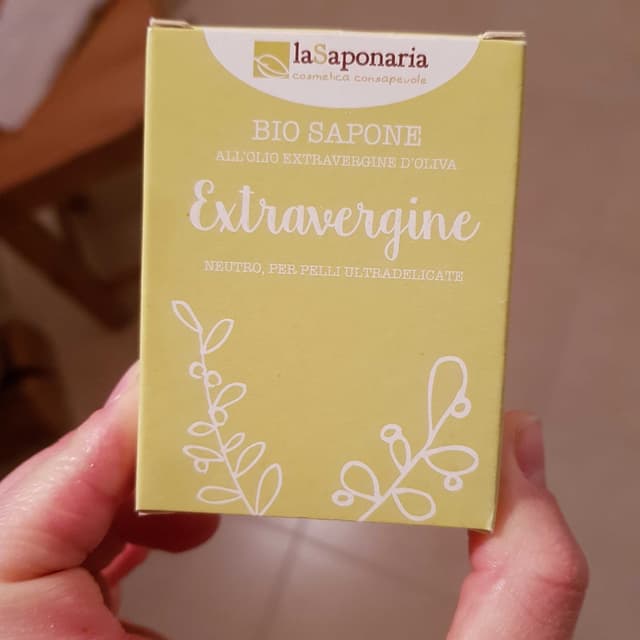 laSaponaria
cosmetica consapevole
BIO SAPONE
ALL'OLIO EXTRAVERGINE D'OLIVA
Extravergine
NEUTRO, PER PELLI ULTRADELICATE